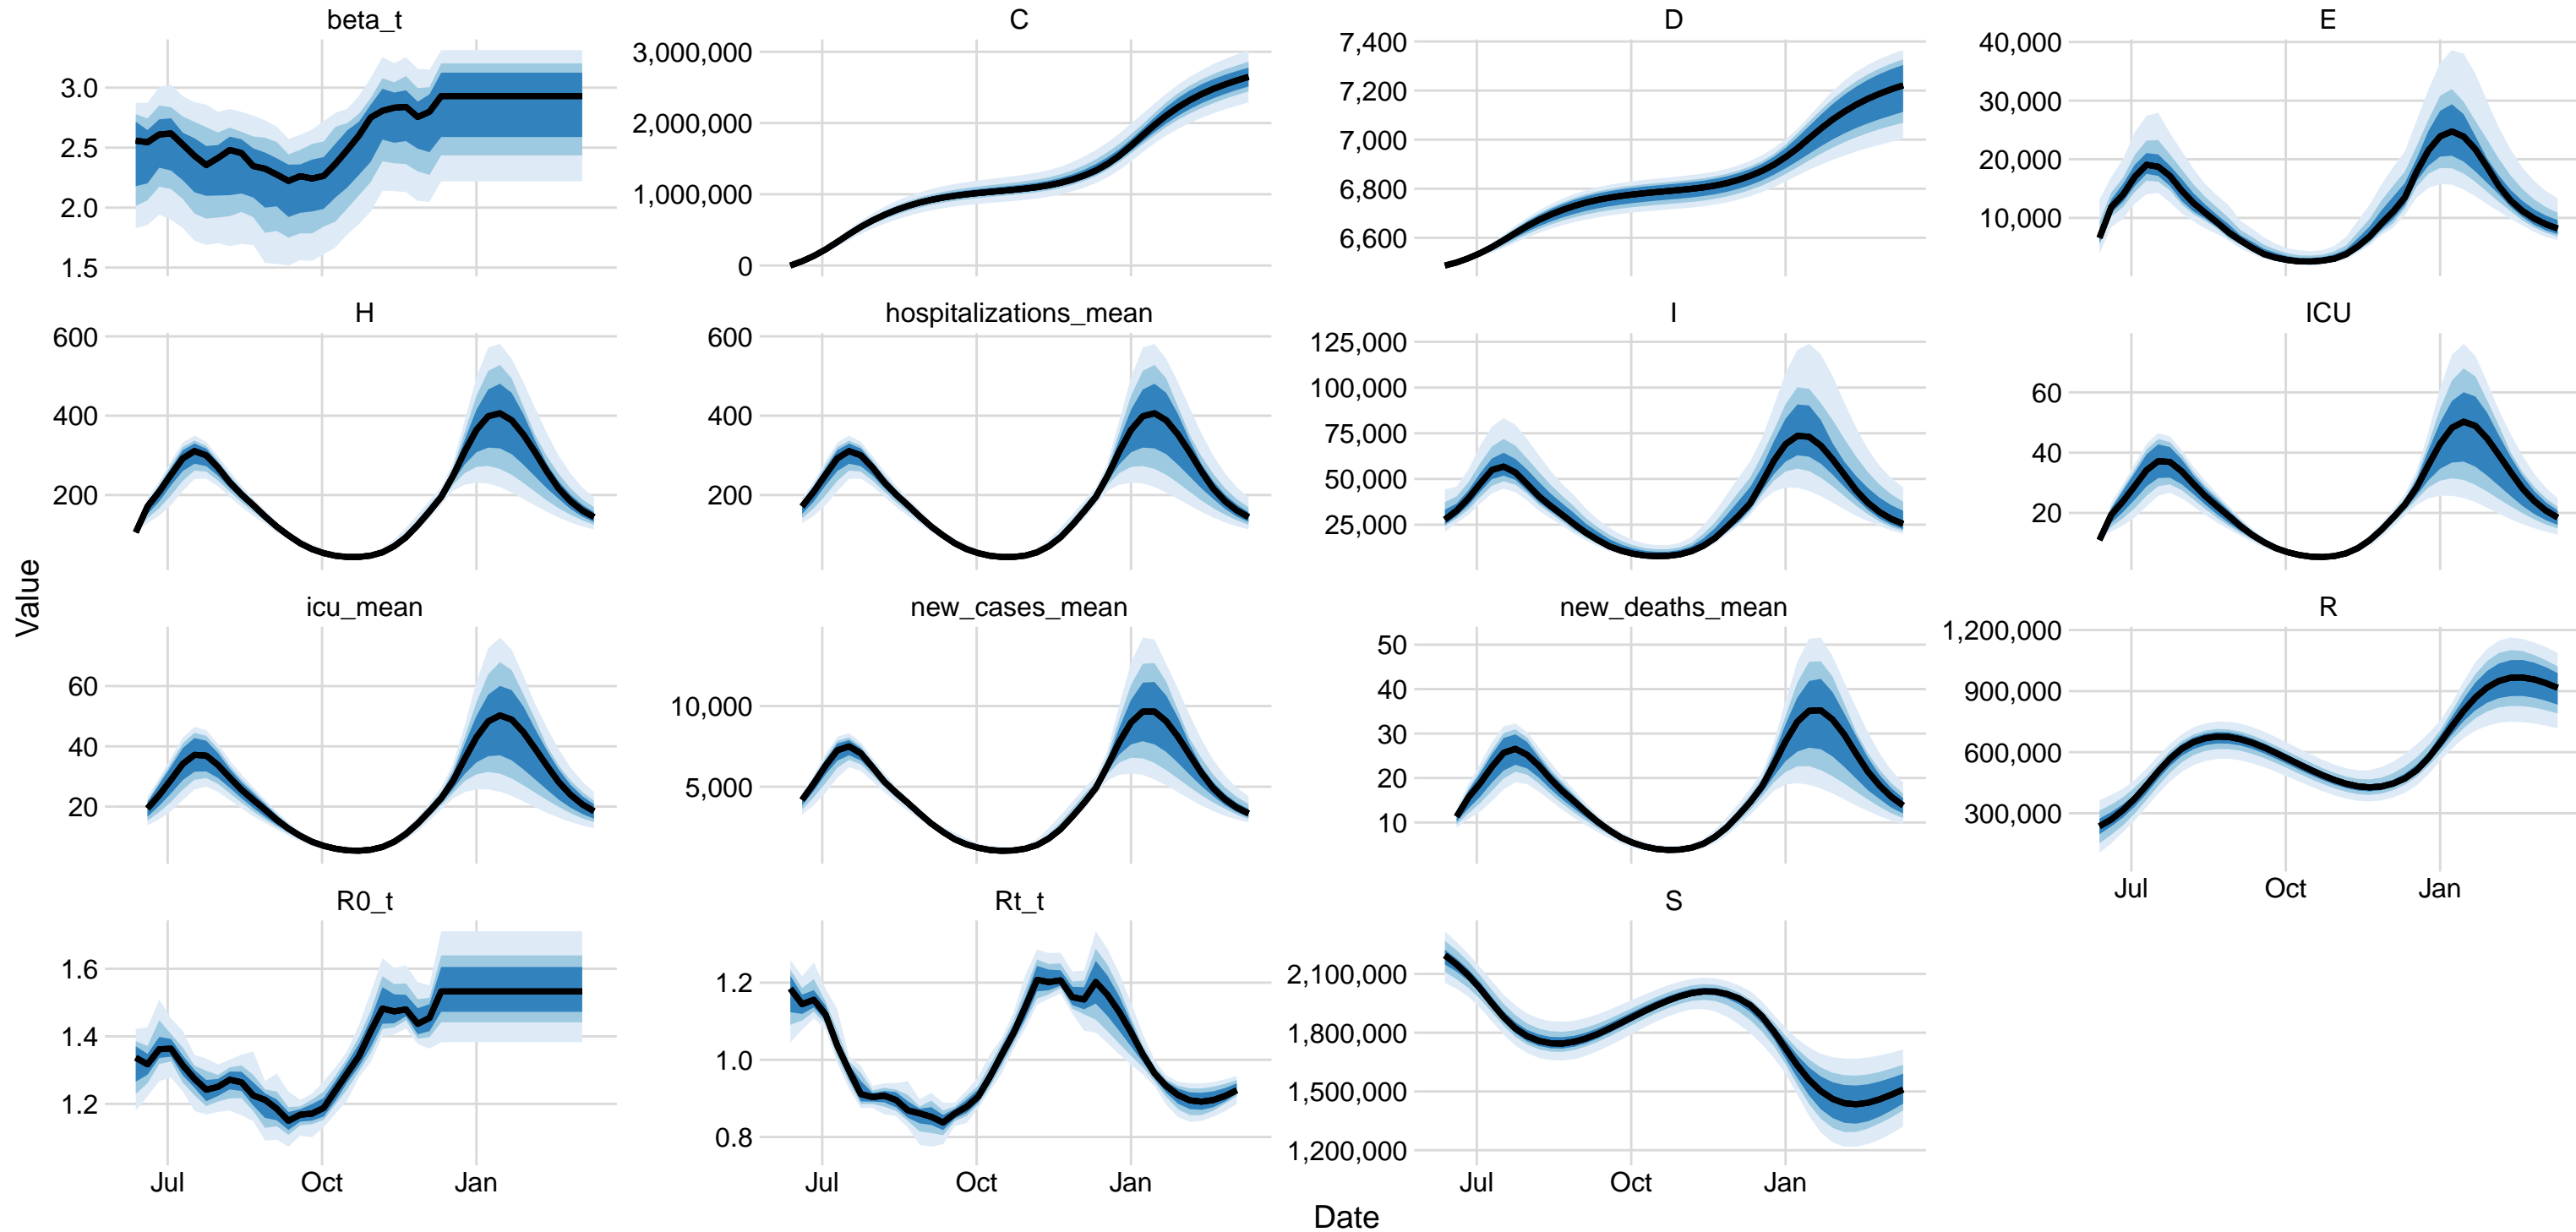 beta_t
C
D
E
3.0
2.5
2.0
1.5
3,000,000
2,000,000
1,000,000
0
7,400
7,200
7,000
6,800
6,600
40,000
30,000
20,000
10,000
H
hospitalizations_mean
I
ICU
600
400
200
600
400
200
125,000
100,000
75,000
50,000
25,000
60
40
20
icu_mean
new_cases_mean
new_deaths_mean
R
60
40
20
10,000
5,000
50
40
30
20
10
1,200,000
900,000
600,000
300,000
Jul Oct Jan
R0_t
Rt_t
S
1.6
1.4
1.2
1.2
1.0
0.8
2,100,000
1,800,000
1,500,000
1,200,000
Jul Oct Jan
Jul Oct Jan
Jul Oct Jan
Value
Date